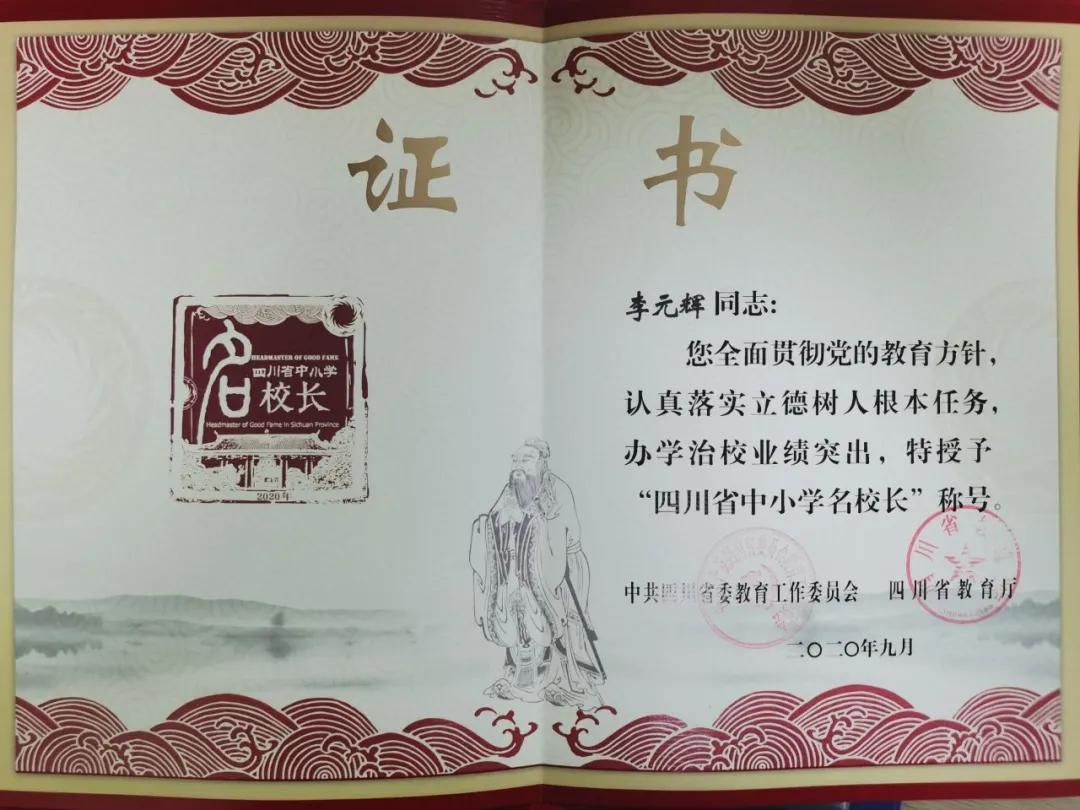 证 书
名
HEADMASTER OF GOOD FAME
四川省中小学
校长
Headmaster of Good Fame in Sichuan Province
2020年
李元辉同志:
您全面贯彻党的教育方针,
认真落实立德树人根本任务,
办学治校业绩突出，特授予
“四川省中小学名校长”称号。
中共四川省委教育工作委员会 四川省教育厅
二〇二〇年九月